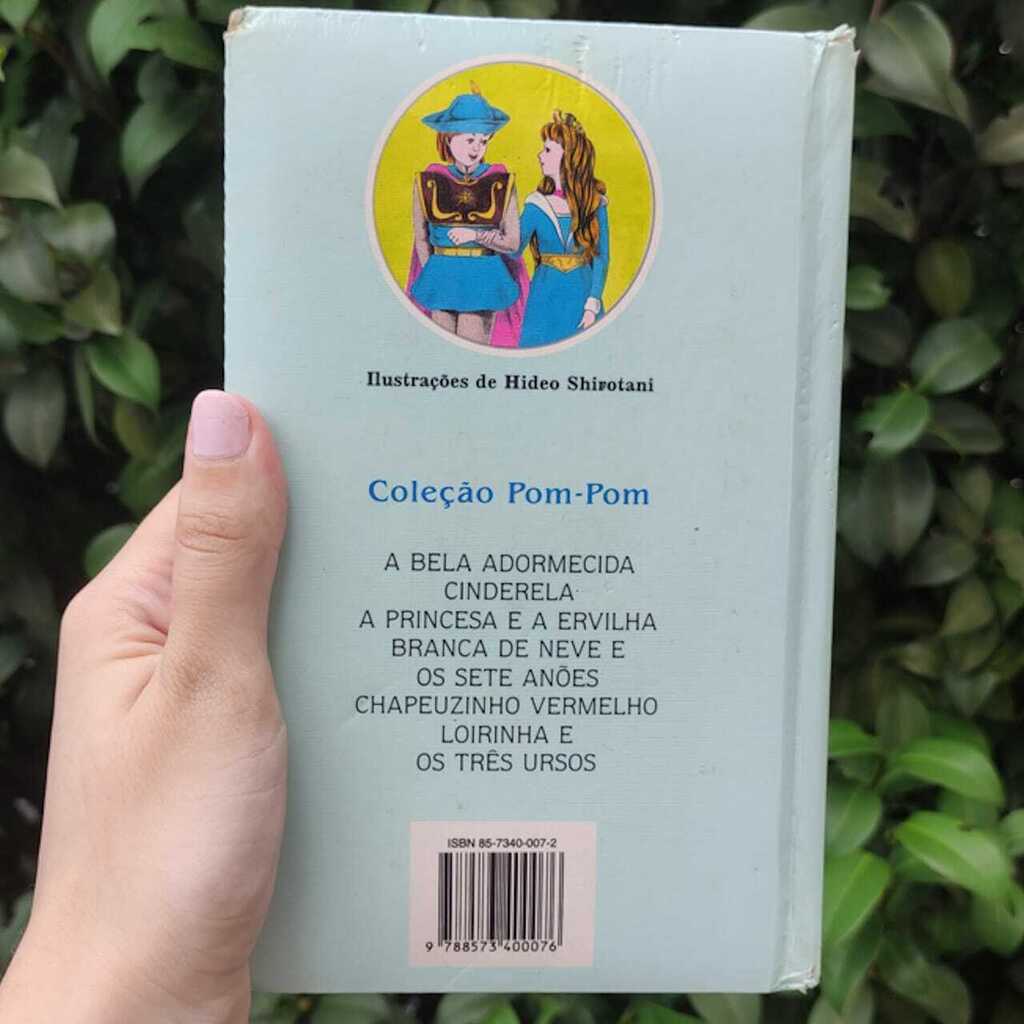 Ilustrações de Hideo Shirotani
Coleção Pom-Pom
A BELA ADORMECIDA
CINDERELA
A PRINCESA E A ERVILHA
BRANCA DE NEVE E
OS SETE ANÕES
CHAPEUZINHO VERMELHO
LOIRINHA E
OS TRÊS URSOS
ISBN 85-7340-007-2
9 788573 400076